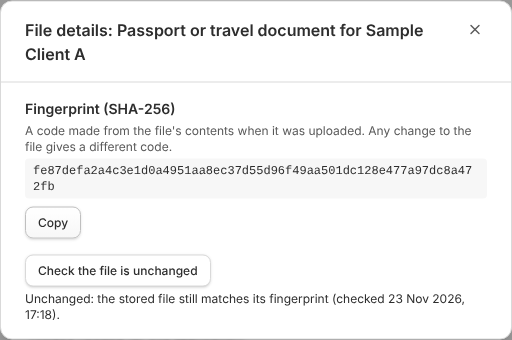 File details: Passport or travel document for Sample
Client A
Fingerprint (SHA-256)
A code made from the file's contents when it was uploaded. Any change to the
file gives a different code.
fe87defa2a4c3e1d0a4951aa8ec37d55d96f49aa501dc128e477a97dc8a47
2fb
Copy
Check the file is unchanged
Unchanged: the stored file still matches its fingerprint (checked 23 Nov 2026,
17:18).